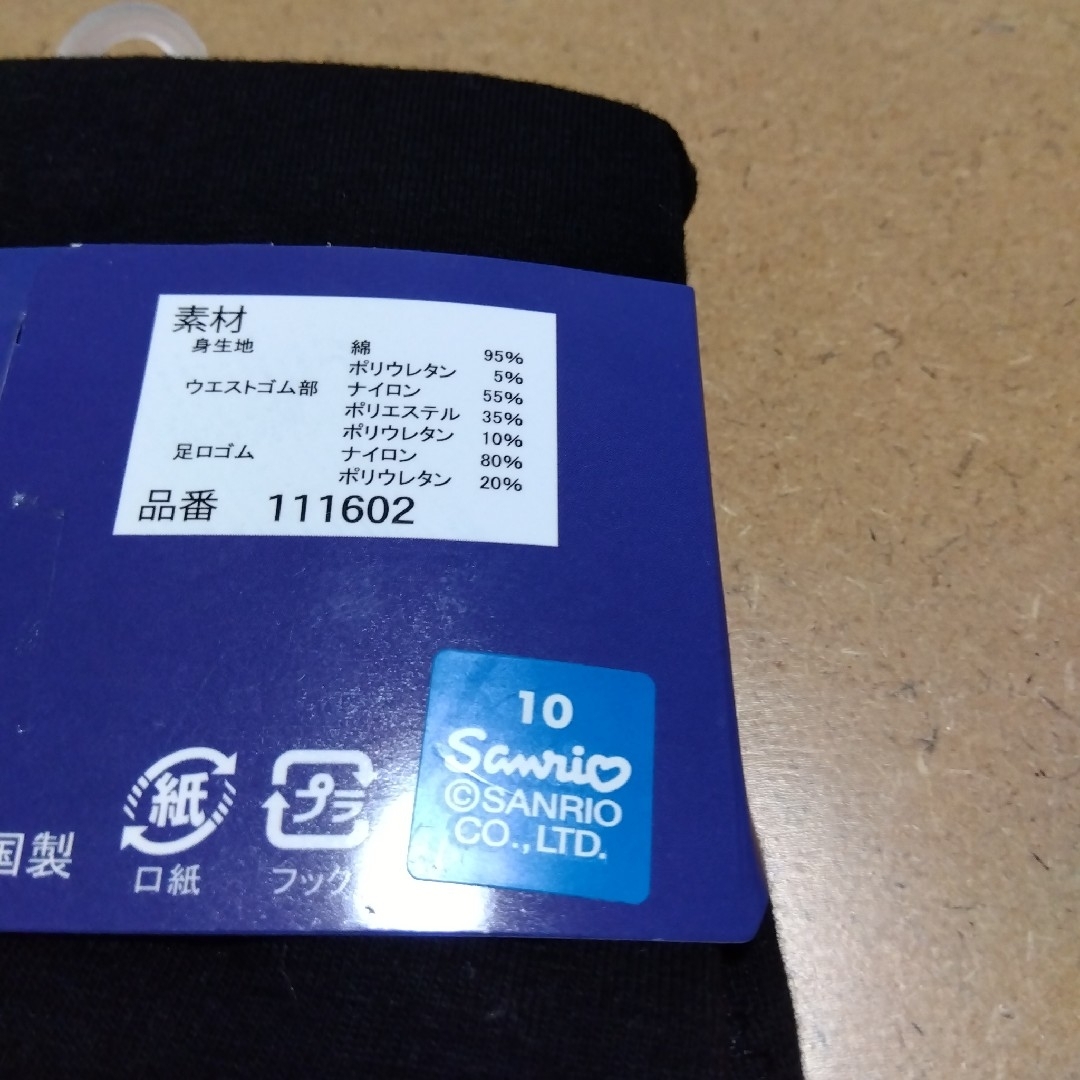 素材
身生地 綿 95%
ポリウレタン 5%
ウエストゴム部 ナイロン 55%
ポリエステル 35%
ポリウレタン 10%
足口ゴム ナイロン 80%
ポリウレタン 20%
品番 111602
10
Sanrio
©SANRIO
CO.,LTD.
紙
プラ
国製
口紙
フック